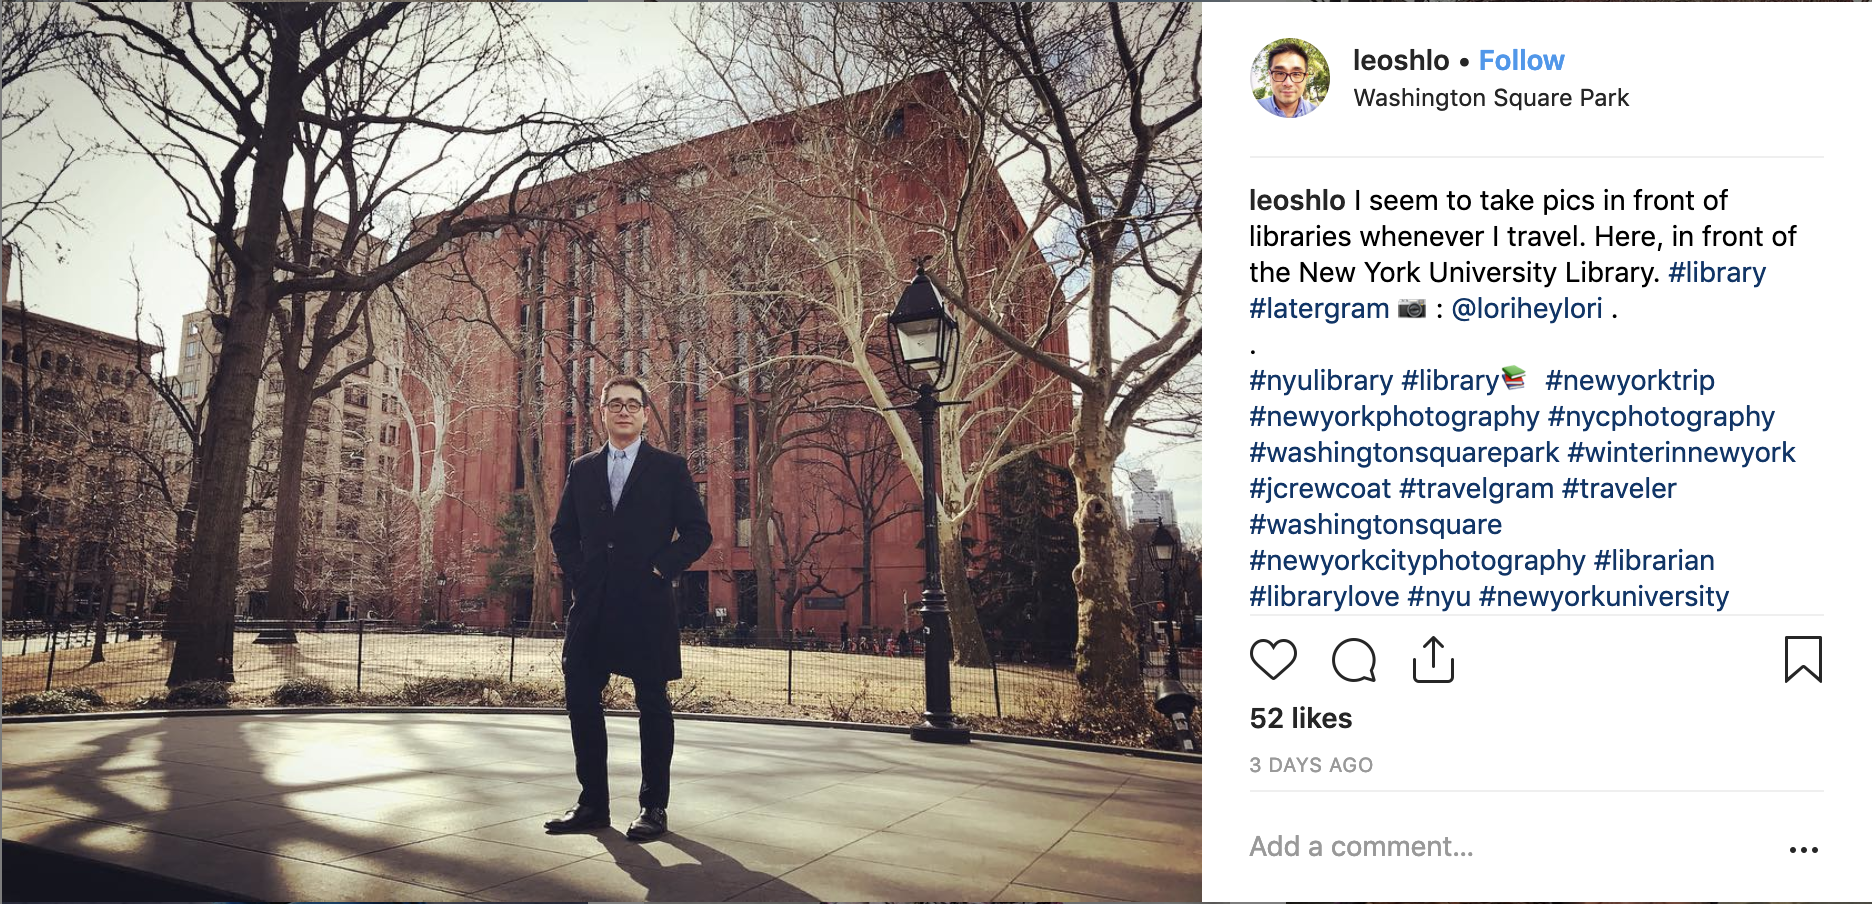 leoshlo • Follow
Washington Square Park
leoshlo I seem to take pics in front of
libraries whenever I travel. Here, in front of
the New York University Library. #library
#latergram 📷 : @loriheylori .
.
#nyulibrary #library📚 #newyorktrip
#newyorkphotography #nycphotography
#washingtonsquarepark #winterinnewyork
#jcrewcoat #travelgram #traveler
#washingtonsquare
#newyorkcityphotography #librarian
#librarylove #nyu #newyorkuniversity
52 likes
3 DAYS AGO
Add a comment...